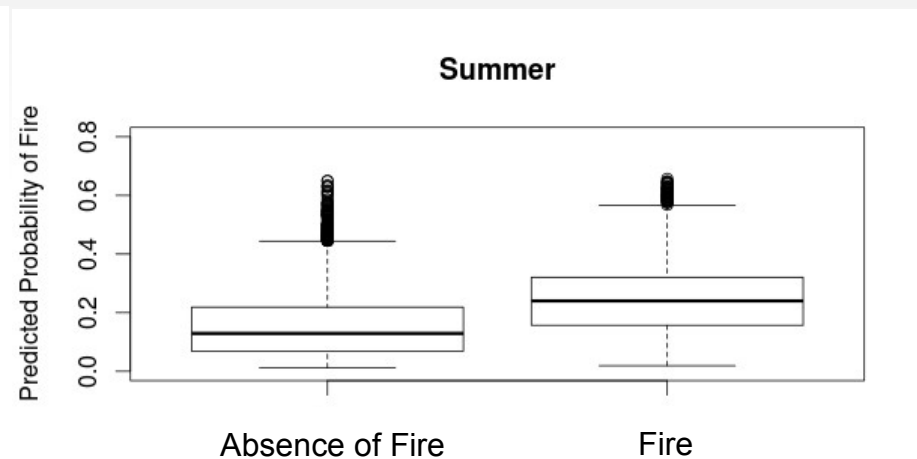 Summer
Predicted Probability of Fire
0.8
0.6
0.4
0.2
0.0
Absence of Fire
Fire